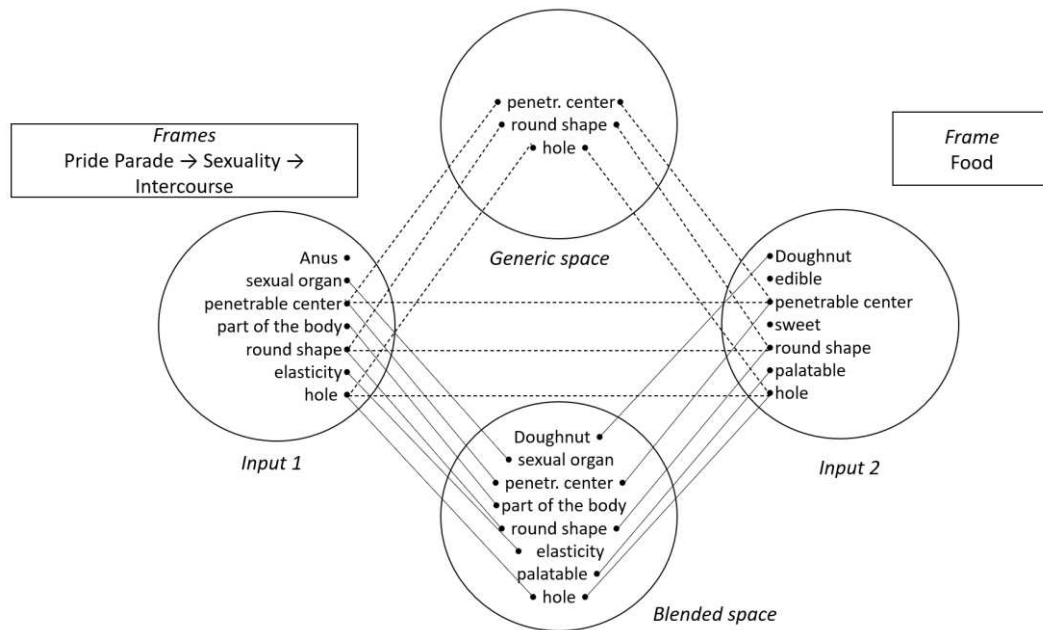 penetr. center
round shape
hole
Generic space
Frames
Pride Parade → Sexuality →
Intercourse
Frame
Food
Anus
sexual organ
penetrable center
part of the body
round shape
elasticity
hole
Input 1
Doughnut
edible
penetrable center
sweet
round shape
palatable
hole
Input 2
Doughnut
sexual organ
penetr. center
part of the body
round shape
elasticity
palatable
hole
Blended space